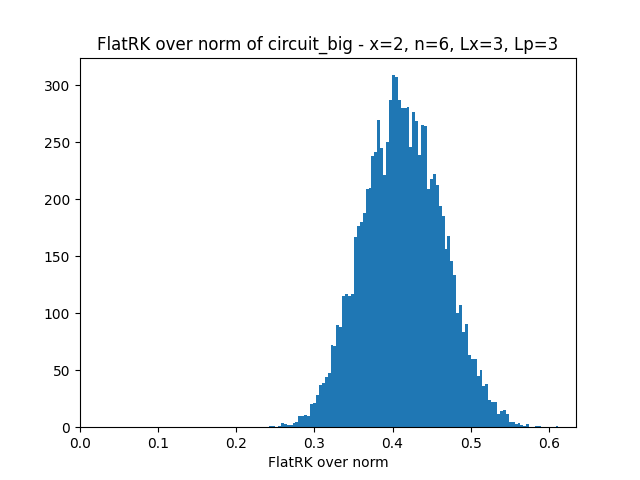 FlatRK over norm of circuit_big - x=2, n=6, Lx=3, Lp=3
300
250
200
150
100
50
0
0.0 0.1 0.2 0.3 0.4 0.5 0.6
FlatRK over norm